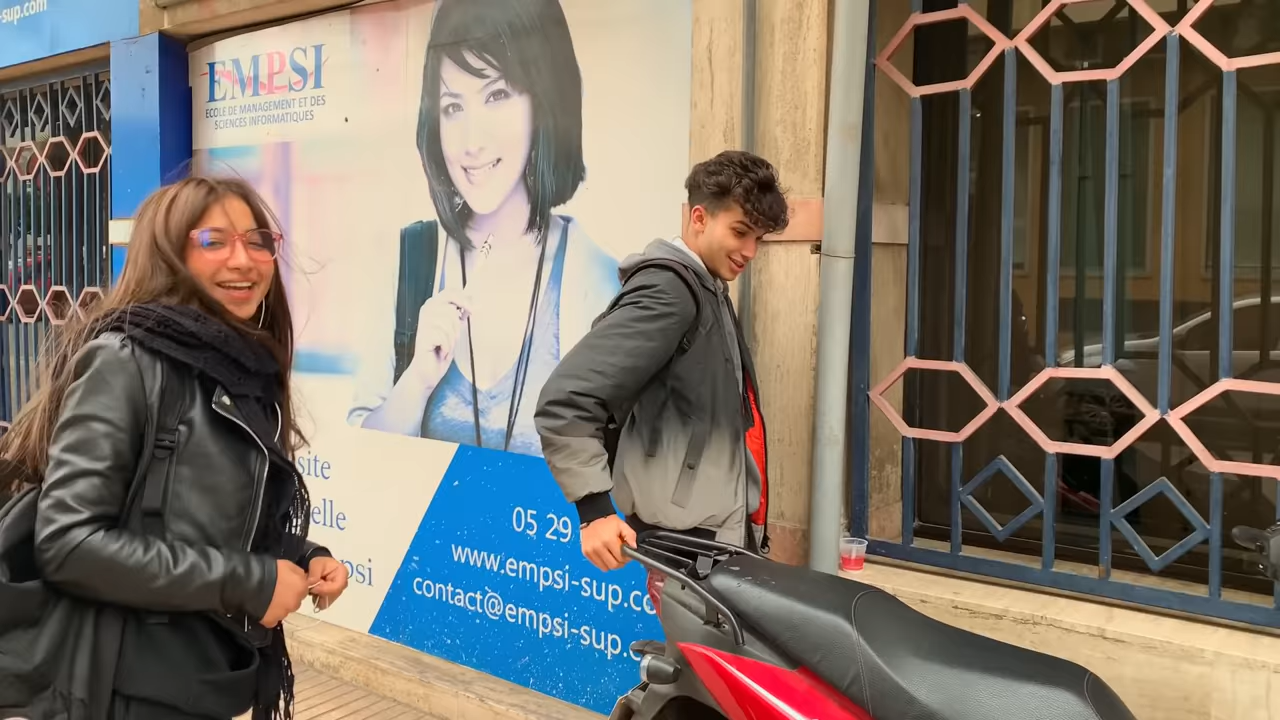 -sup.com
EMPSI
ECOLE DE MANAGEMENT ET DES
SCIENCES INFORMATIQUES
site
elle
psi
05 29
www.empsi-sup.co
contact@empsi-sup.c